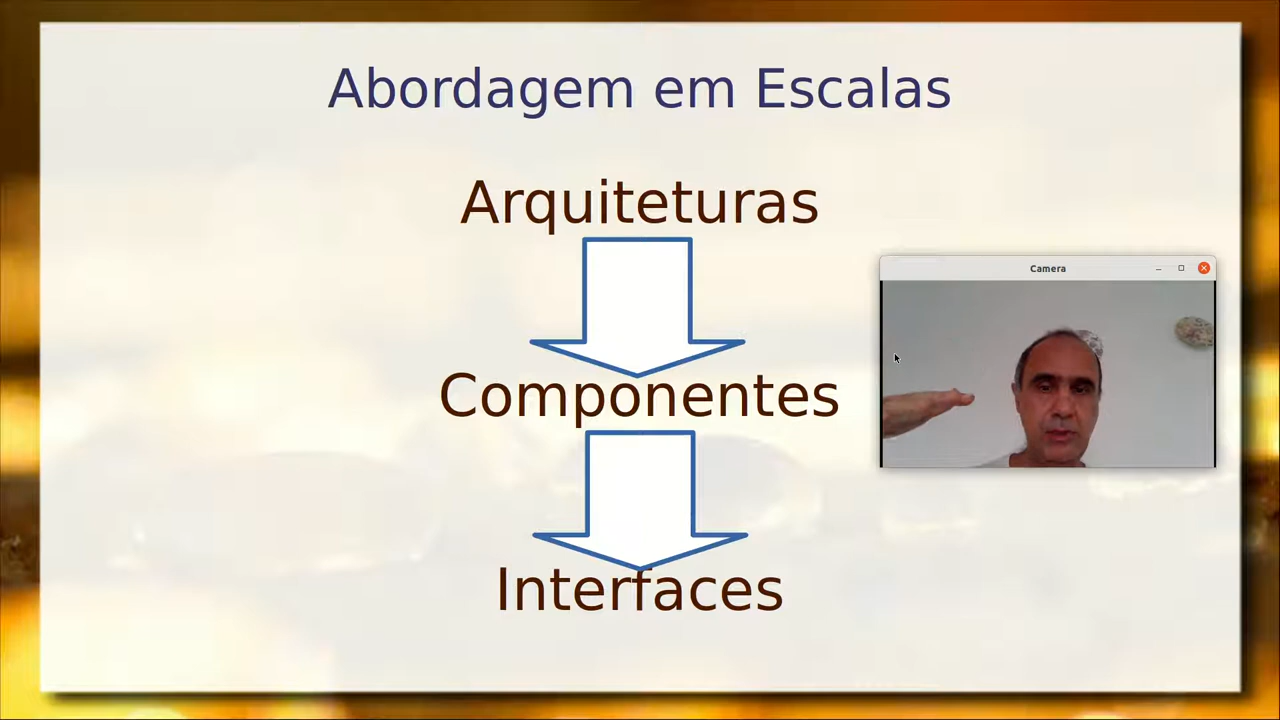 Abordagem em Escalas
Arquiteturas
Camera
Componentes
Interfaces